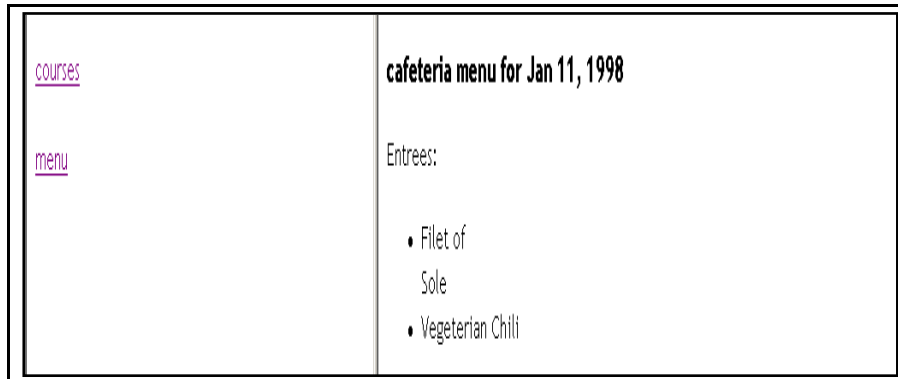 courses
menu
cafeteria menu for Jan 11, 1998
Entrees:
• Filet of
Sole
• Vegeterian Chili